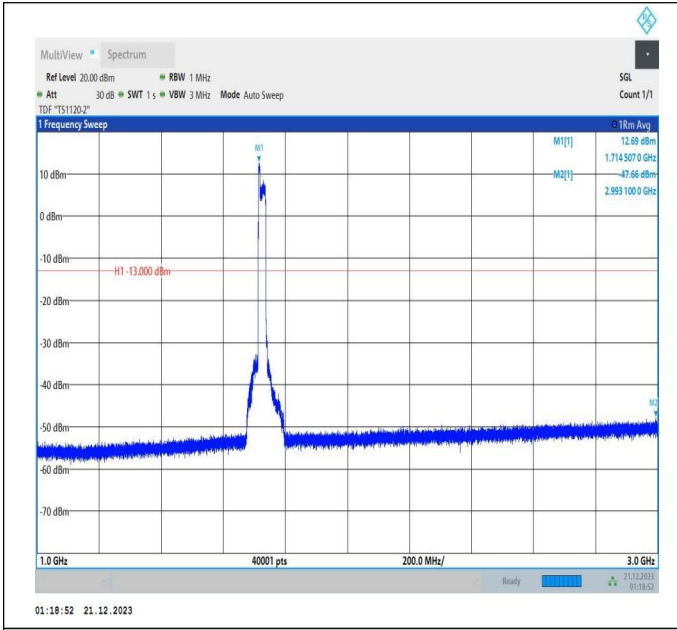 R S
MultiView Spectrum
Ref Level 20.00 dBm RBW 1 MHz SGL
Att 30 dB SWT 1 s VBW 3 MHz Mode Auto Sweep Count 1/1
TDF "TS1120-2"
1 Frequency Sweep 1Rm Avg
M1[1] 12.69 dBm
1.714 507 0 GHz
M2[1] -47.66 dBm
2.993 100 0 GHz
M1
10 dBm
0 dBm
-10 dBm
H1 -13.000 dBm
-20 dBm
-30 dBm
-40 dBm
M2
-50 dBm
-60 dBm
-70 dBm
1.0 GHz 40001 pts 200.0 MHz/ 3.0 GHz
Ready 21.12.2023
01:18:52
01:18:52 21.12.2023